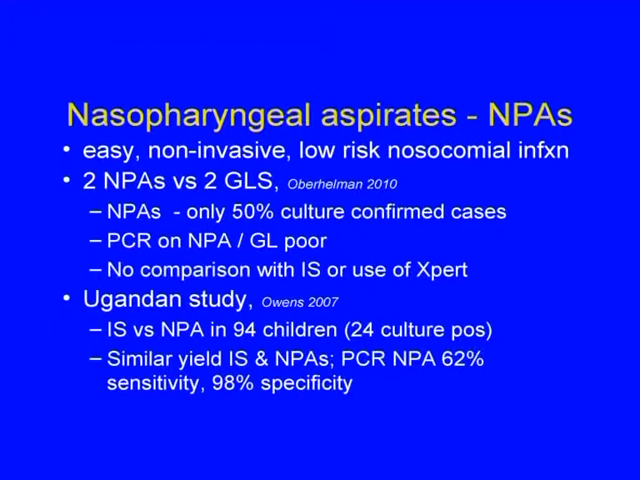 Nasopharyngeal aspirates - NPAs
• easy, non-invasive, low risk nosocomial infxn
• 2 NPAs vs 2 GLS, Oberhelman 2010
– NPAs - only 50% culture confirmed cases
– PCR on NPA / GL poor
– No comparison with IS or use of Xpert
• Ugandan study, Owens 2007
– IS vs NPA in 94 children (24 culture pos)
– Similar yield IS & NPAs; PCR NPA 62%
sensitivity, 98% specificity